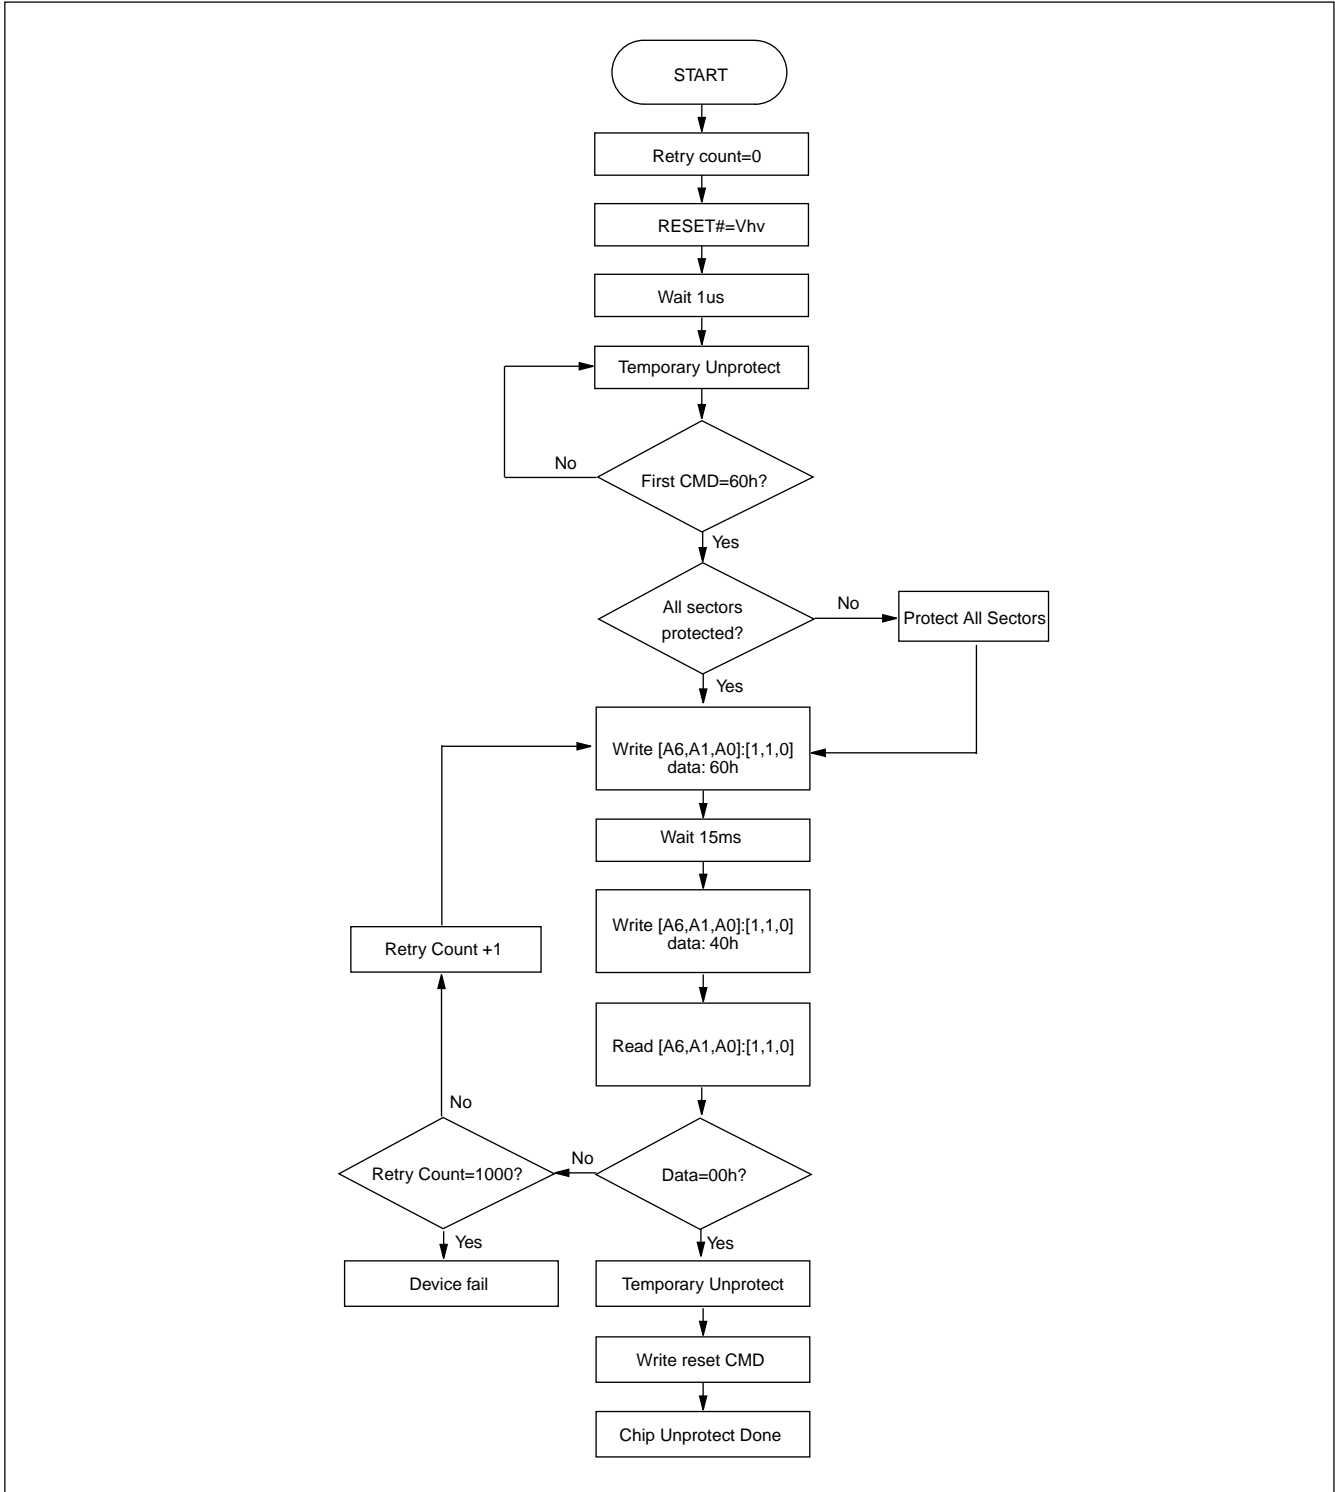 START
Retry count=0
RESET#=Vhv
Wait 1us
Temporary Unprotect
No
First CMD=60h?
Yes
All sectors
protected?
No
Protect All Sectors
Yes
Write [A6,A1,A0]:[1,1,0]
data: 60h
Wait 15ms
Write [A6,A1,A0]:[1,1,0]
data: 40h
Retry Count +1
Read [A6,A1,A0]:[1,1,0]
No
Retry Count=1000?
No
Data=00h?
Yes
Yes
Device fail
Temporary Unprotect
Write reset CMD
Chip Unprotect Done